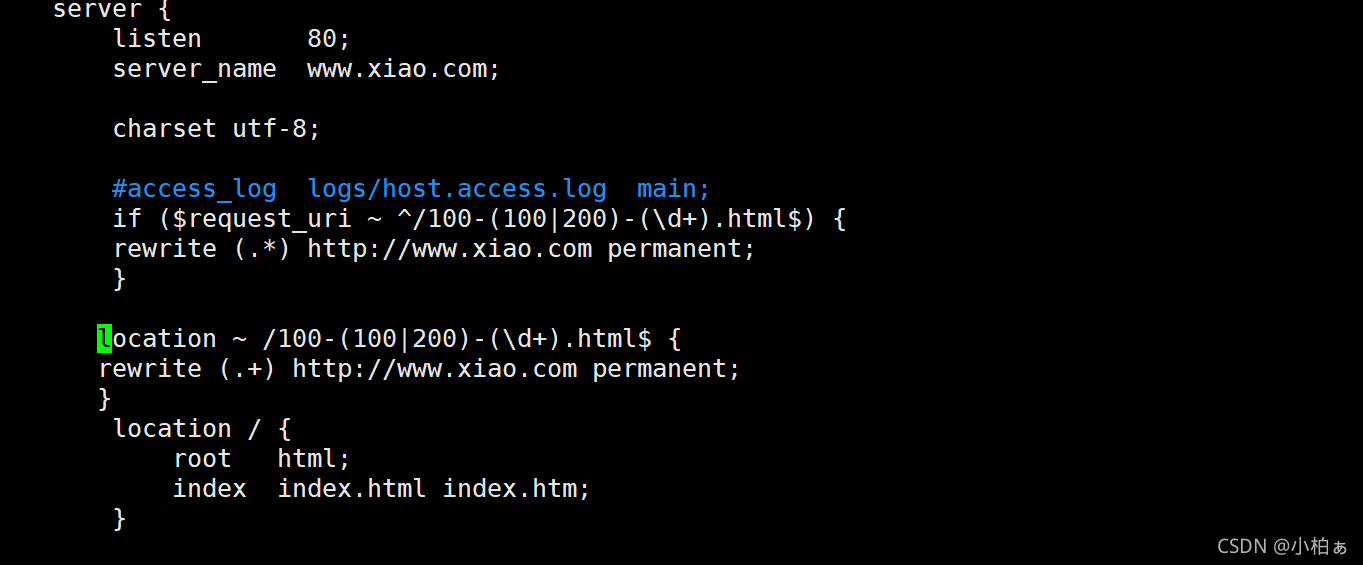 server {
listen       80;
server_name  www.xiao.com;
charset utf-8;
#access_log  logs/host.access.log  main;
if ($request_uri ~ ^/100-(100|200)-(\d+).html$) {
rewrite (.*) http://www.xiao.com permanent;
}
location ~ /100-(100|200)-(\d+).html$ {
rewrite (.+) http://www.xiao.com permanent;
}
location / {
root   html;
index  index.html index.htm;
}
CSDN @小柏ぁ